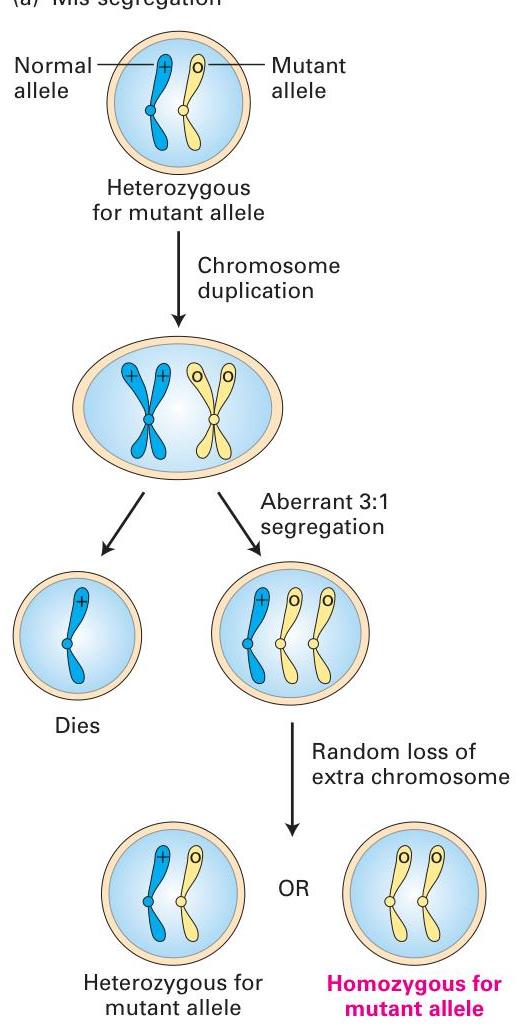 (a) Mis-segregation
Normal
allele
+
o
Mutant
allele
Heterozygous
for mutant allele
Chromosome
duplication
+ + o o
Aberrant 3:1
segregation
+
+ o o
Dies
Random loss of
extra chromosome
+ o
OR
o o
Heterozygous for
mutant allele
Homozygous for
mutant allele